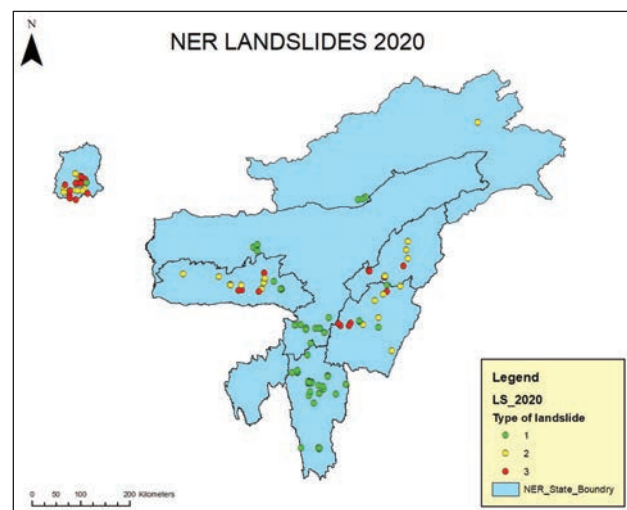 N
NER LANDSLIDES 2020
Legend
LS_2020
Type of landslide
1
2
3
NER_State_Boundry
0 50 100 200 Kilometers